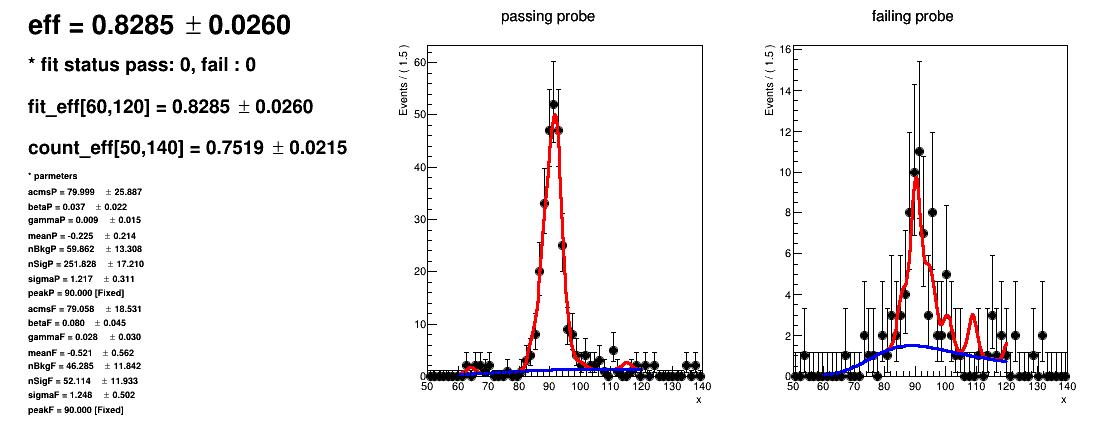 eff = 0.8285 ± 0.0260
* fit status pass: 0, fail : 0
fit_eff[60,120] = 0.8285 ± 0.0260
count_eff[50,140] = 0.7519 ± 0.0215
* parmeters
acmsP = 79.999 ± 25.887
betaP = 0.037 ± 0.022
gammaP = 0.009 ± 0.015
meanP = -0.225 ± 0.214
nBkgP = 59.862 ± 13.308
nSigP = 251.828 ± 17.210
sigmaP = 1.217 ± 0.311
peakP = 90.000 [Fixed]
acmsF = 79.058 ± 18.531
betaF = 0.080 ± 0.045
gammaF = 0.028 ± 0.030
meanF = -0.521 ± 0.562
nBkgF = 46.285 ± 11.842
nSigF = 52.114 ± 11.933
sigmaF = 1.248 ± 0.502
peakF = 90.000 [Fixed]
passing probe
Events / ( 1.5 )
60
50
40
30
20
10
0
50 60 70 80 90 100 110 120 130 140
x
failing probe
Events / ( 1.5 )
16
14
12
10
8
6
4
2
0
50 60 70 80 90 100 110 120 130 140
x